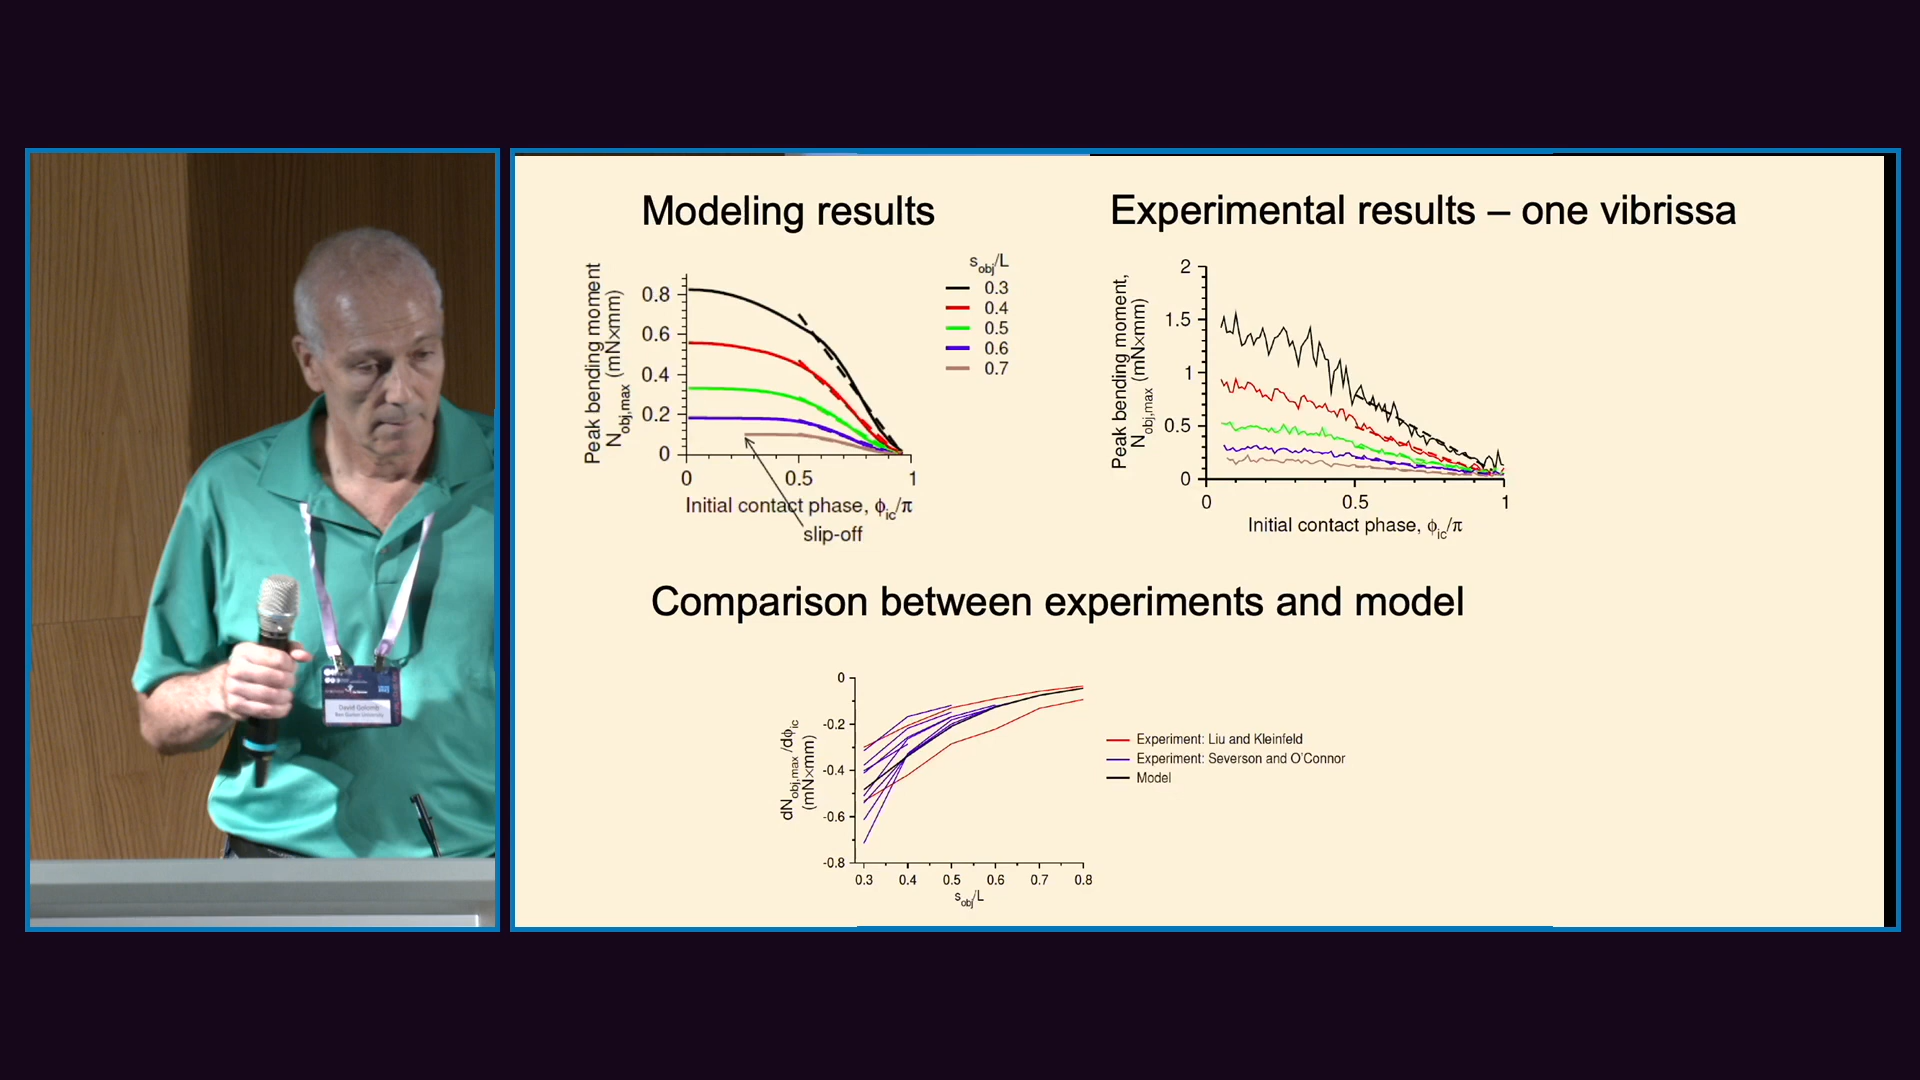 Modeling results
Experimental results – one vibrissa
Peak bending moment
N_obj,max (mN×mm)
0.8
0.6
0.4
0.2
0
0 0.5 1
Initial contact phase, ϕ_ic/π
slip-off
s_obj/L
0.3
0.4
0.5
0.6
0.7
Peak bending moment,
N_obj,max (mN×mm)
2
1.5
1
0.5
0
0 0.5 1
Initial contact phase, ϕ_ic/π
Comparison between experiments and model
dN_obj,max /dϕ_ic
(mN×mm)
0
-0.2
-0.4
-0.6
-0.8
0.3 0.4 0.5 0.6 0.7 0.8
s_obj/L
Experiment: Liu and Kleinfeld
Experiment: Severson and O'Connor
Model
David Golomb
Ben Gurion University